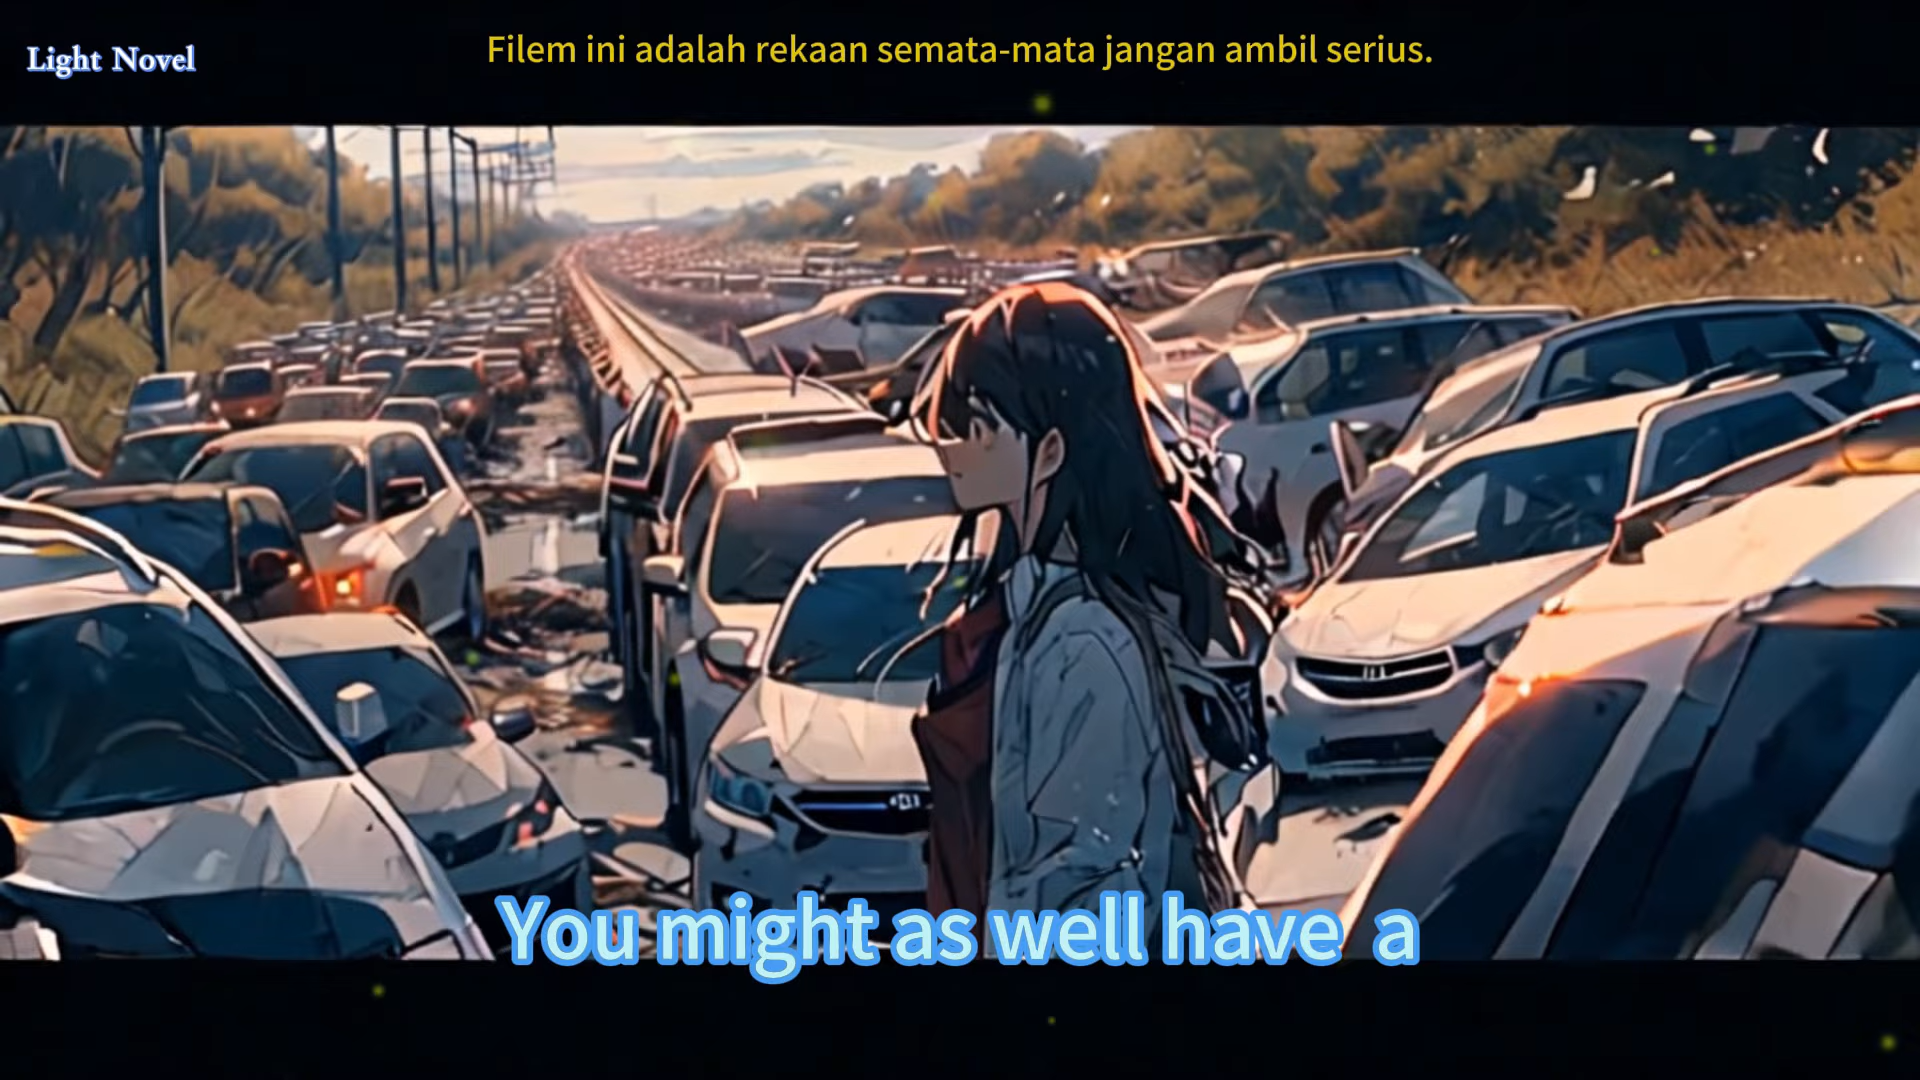 Light Novel
Filem ini adalah rekaan semata-mata jangan ambil serius.
You might as well have a